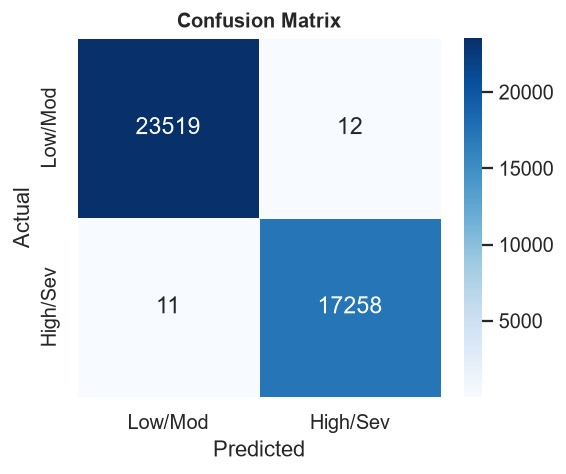 Confusion Matrix
Actual
Low/Mod
23519
12
High/Sev
11
17258
Low/Mod
High/Sev
Predicted
20000
15000
10000
5000